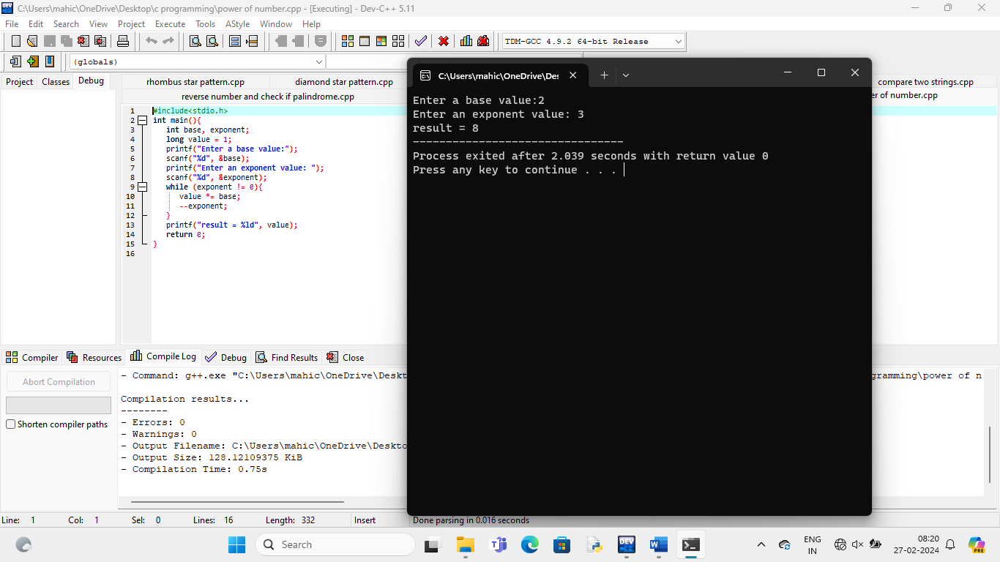 C:\Users\mahic\OneDrive\Desktop\c programming\power of number.cpp - [Executing] - Dev-C++ 5.11
File Edit Search View Project Execute Tools AStyle Window Help
TDM-GCC 4.9.2 64-bit Release
(globals)
Project Classes Debug
rhombus star pattern.cpp diamond star pattern.cpp compare two strings.cpp
reverse number and check if palindrome.cpp er of number.cpp
1 #include<stdio.h>
2 int main(){
3 int base, exponent;
4 long value = 1;
5 printf("Enter a base value:");
6 scanf("%d", &base);
7 printf("Enter an exponent value: ");
8 scanf("%d", &exponent);
9 while (exponent != 0){
10 value *= base;
11 --exponent;
12 }
13 printf("result = %ld", value);
14 return 0;
15 }
16
C:\Users\mahic\OneDrive\Des
Enter a base value:2
Enter an exponent value: 3
result = 8
--------------------------------
Process exited after 2.039 seconds with return value 0
Press any key to continue . . .
Compiler Resources Compile Log Debug Find Results Close
Abort Compilation
Shorten compiler paths
- Command: g++.exe "C:\Users\mahic\OneDrive\Deskt gramming\power of n
Compilation results...
--------
- Errors: 0
- Warnings: 0
- Output Filename: C:\Users\mahic\OneDrive\Deskto
- Output Size: 128.12109375 KiB
- Compilation Time: 0.75s
Line: 1 Col: 1 Sel: 0 Lines: 16 Length: 332 Insert Done parsing in 0.016 seconds
Search
DEV
W
PRE
ENG
IN
08:20
27-02-2024